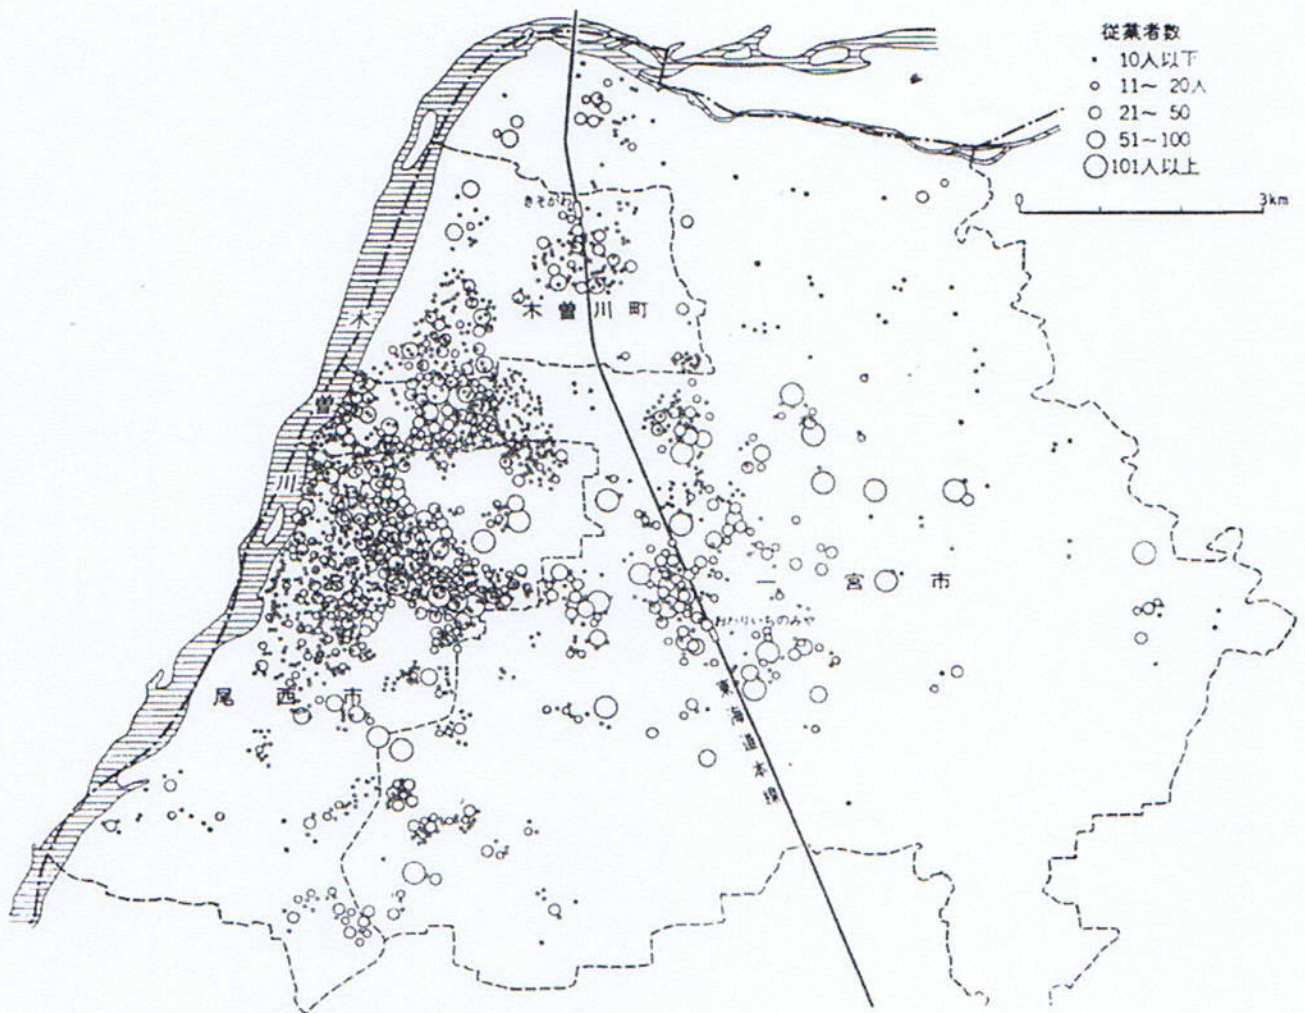 従業者数
10人以下
11~ 20人
21~ 50
51~100
101人以上
0 3km
きそがわ
木曽川町
木曽川
一宮市
おわりいちのみや
尾西市
東海道本線